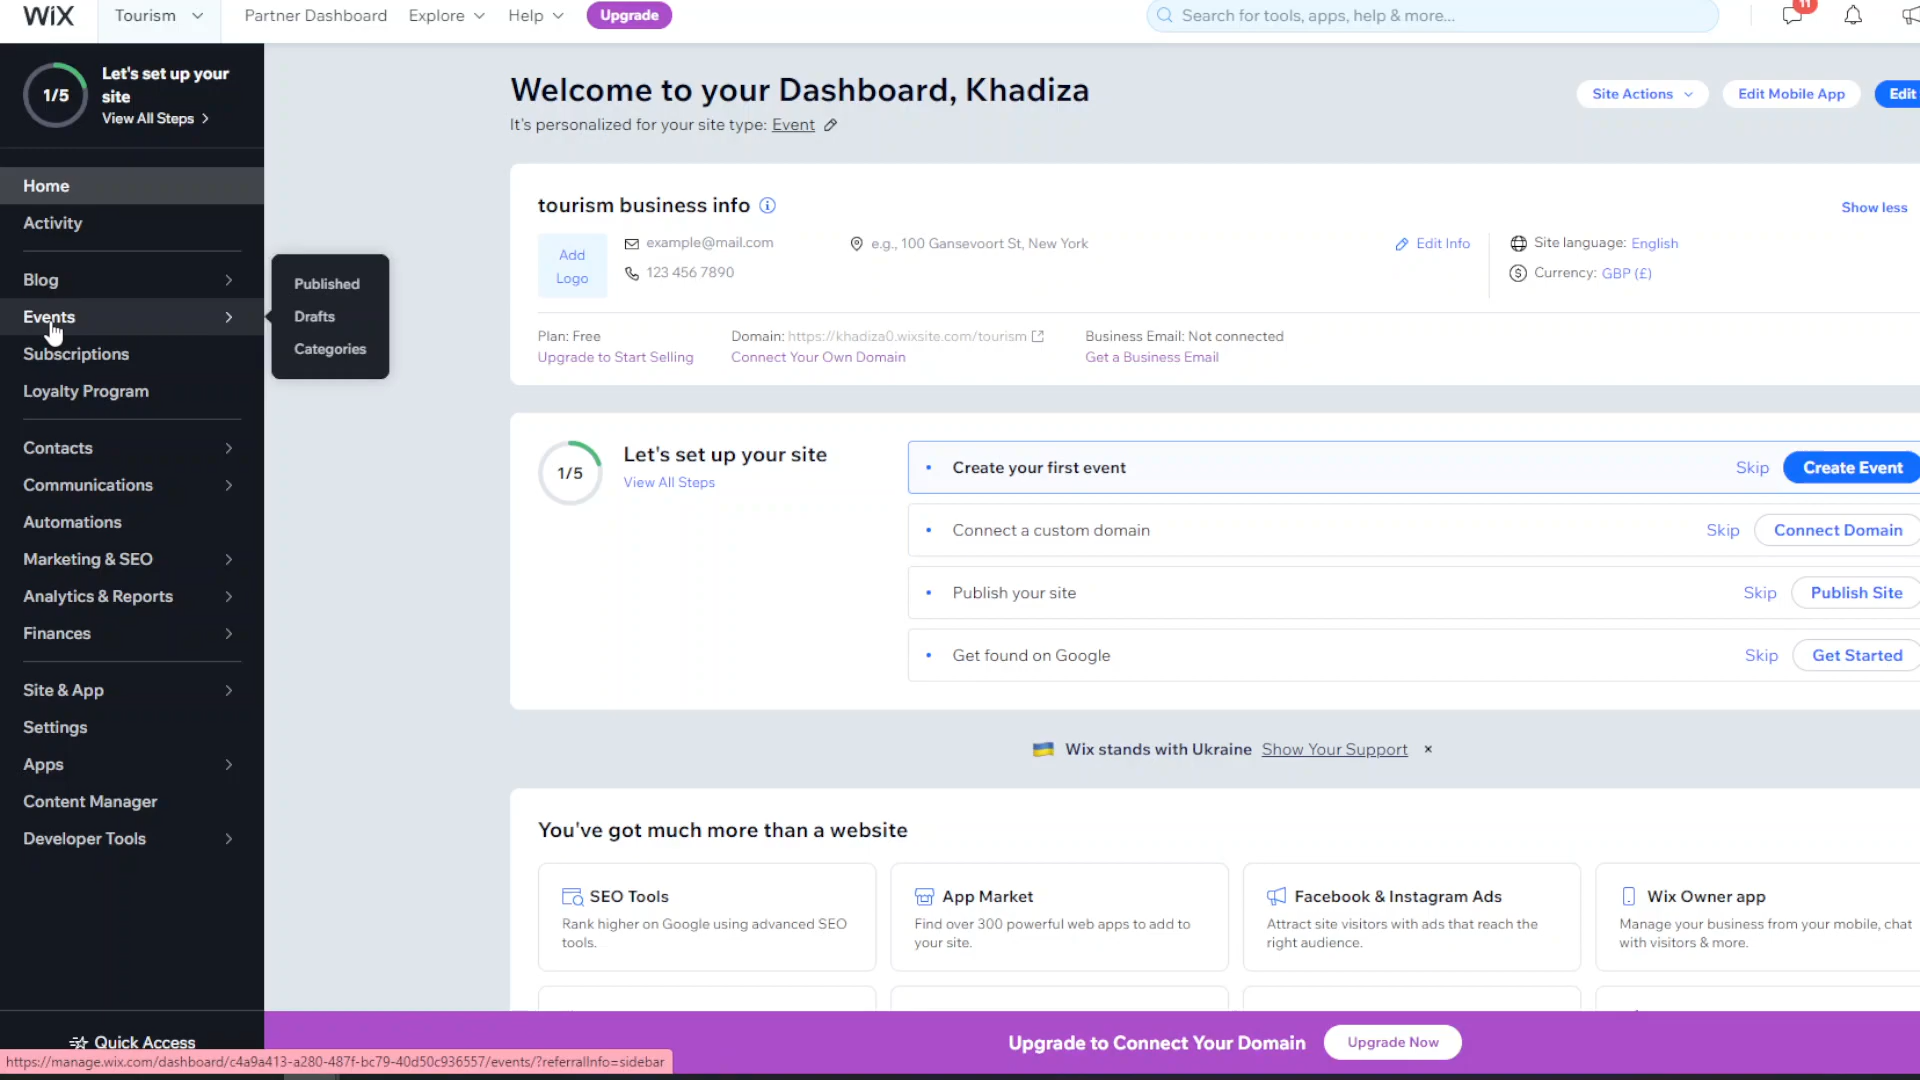 WiX
Tourism
Partner Dashboard
Explore
Help
Upgrade
Search for tools, apps, help & more...
11
1/5
Let's set up your
site
View All Steps
Home
Activity
Blog
Events
Subscriptions
Loyalty Program
Contacts
Communications
Automations
Marketing & SEO
Analytics & Reports
Finances
Site & App
Settings
Apps
Content Manager
Developer Tools
Quick Access
https://manage.wix.com/dashboard/c4a9a413-a280-487f-bc79-40d50c936557/events/?referralInfo=sidebar
Published
Drafts
Categories
Welcome to your Dashboard, Khadiza
It's personalized for your site type: Event
Site Actions
Edit Mobile App
Edit
tourism business info
Show less
Add
Logo
example@mail.com
123 456 7890
e.g., 100 Gansevoort St, New York
Edit Info
Site language: English
Currency: GBP (£)
Plan: Free
Upgrade to Start Selling
Domain: https://khadiza0.wixsite.com/tourism
Connect Your Own Domain
Business Email: Not connected
Get a Business Email
1/5
Let's set up your site
View All Steps
Create your first event
Skip
Create Event
Connect a custom domain
Skip
Connect Domain
Publish your site
Skip
Publish Site
Get found on Google
Skip
Get Started
Wix stands with Ukraine Show Your Support
You've got much more than a website
SEO Tools
Rank higher on Google using advanced SEO
tools.
App Market
Find over 300 powerful web apps to add to
your site.
Facebook & Instagram Ads
Attract site visitors with ads that reach the
right audience.
Wix Owner app
Manage your business from your mobile, chat
with visitors & more.
Upgrade to Connect Your Domain
Upgrade Now